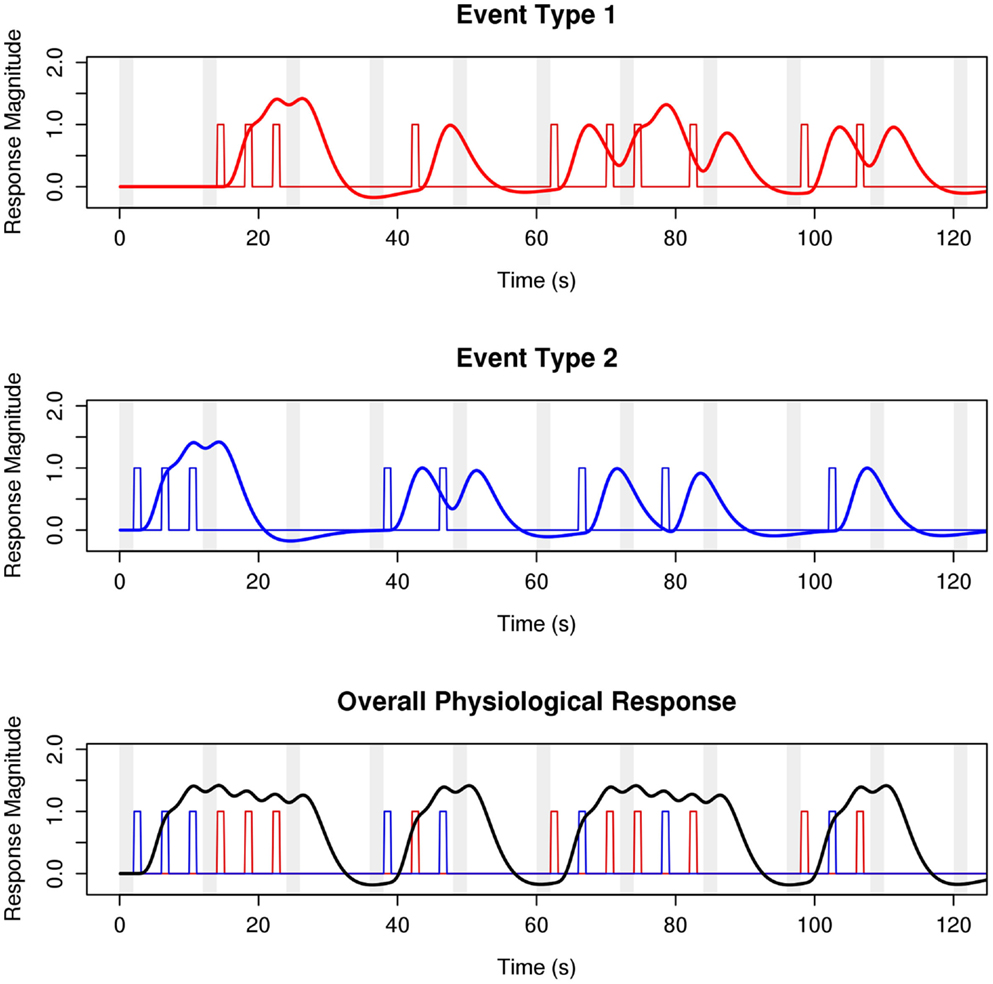 Event Type 1
Response Magnitude
2.0
1.0
0.0
0 20 40 60 80 100 120
Time (s)
Event Type 2
Response Magnitude
2.0
1.0
0.0
0 20 40 60 80 100 120
Time (s)
Overall Physiological Response
Response Magnitude
2.0
1.0
0.0
0 20 40 60 80 100 120
Time (s)